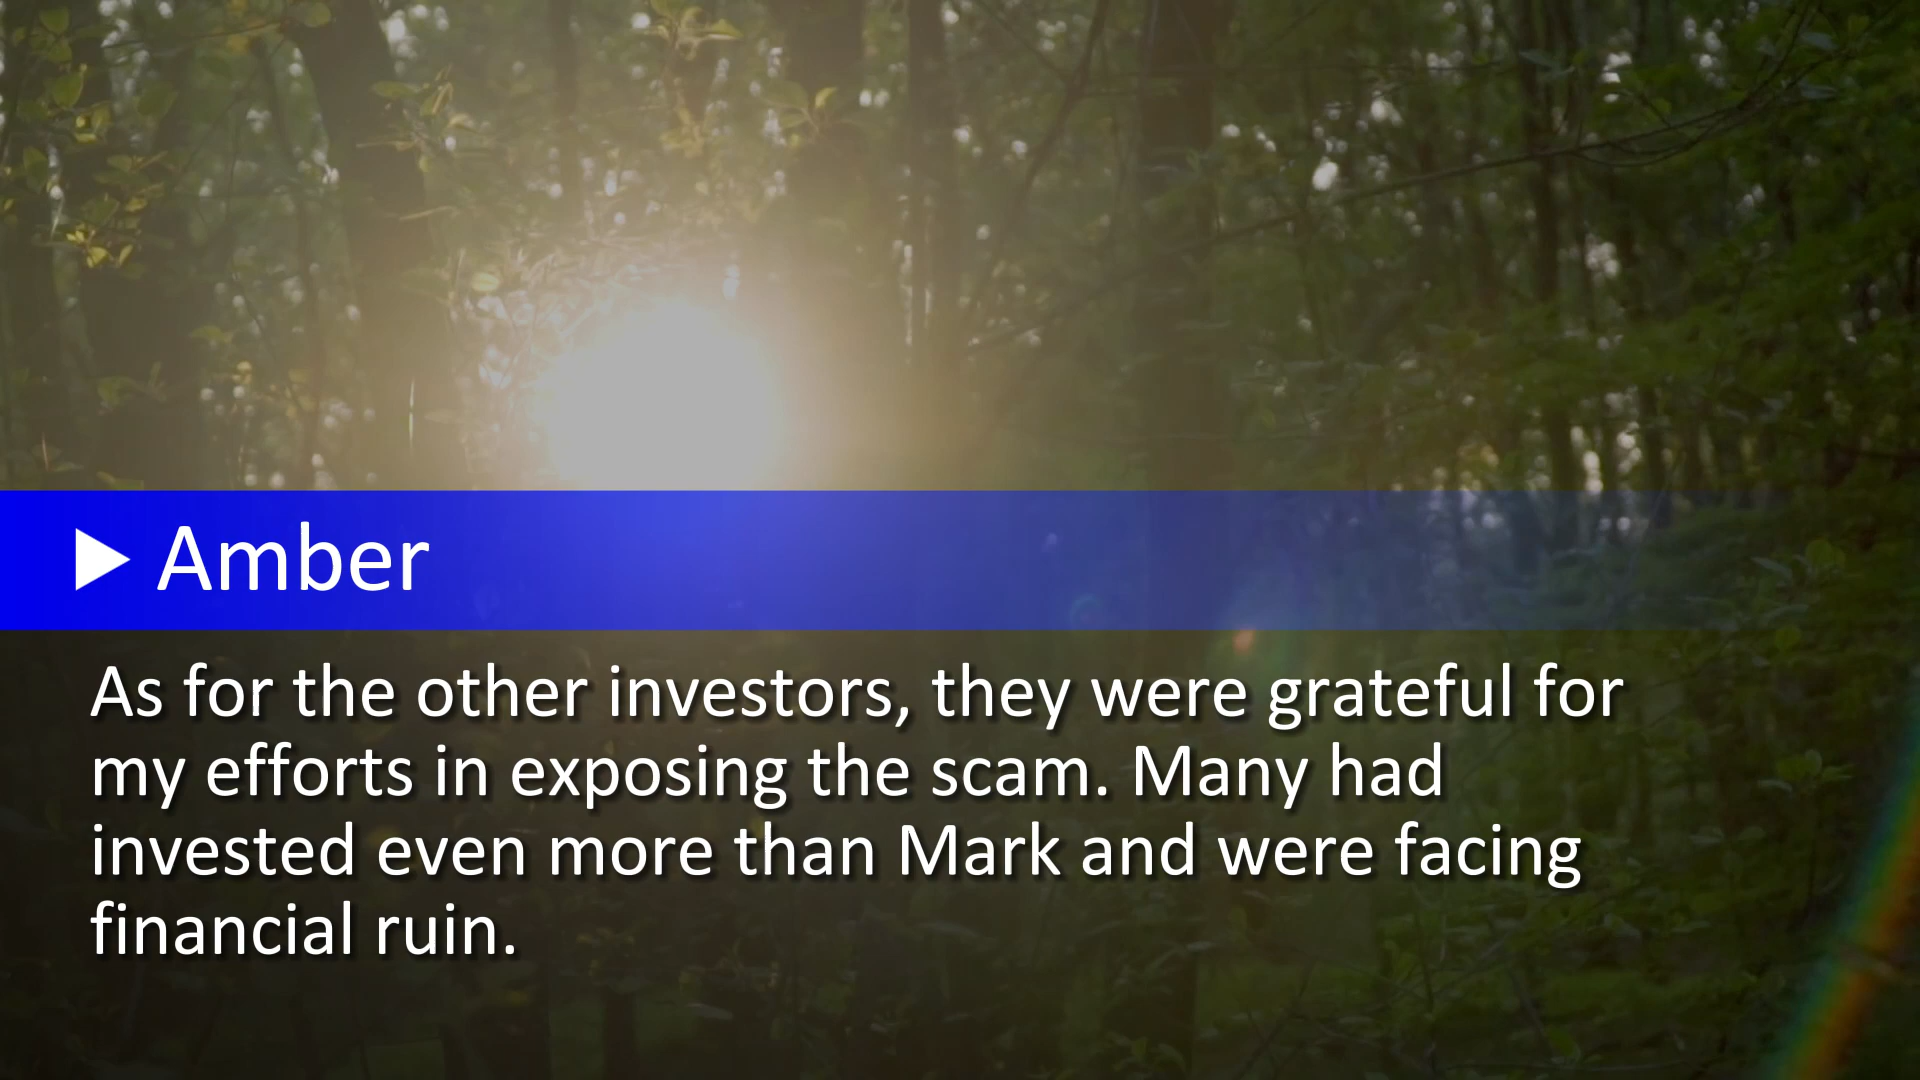 Amber
As for the other investors, they were grateful for
my efforts in exposing the scam. Many had
invested even more than Mark and were facing
financial ruin.